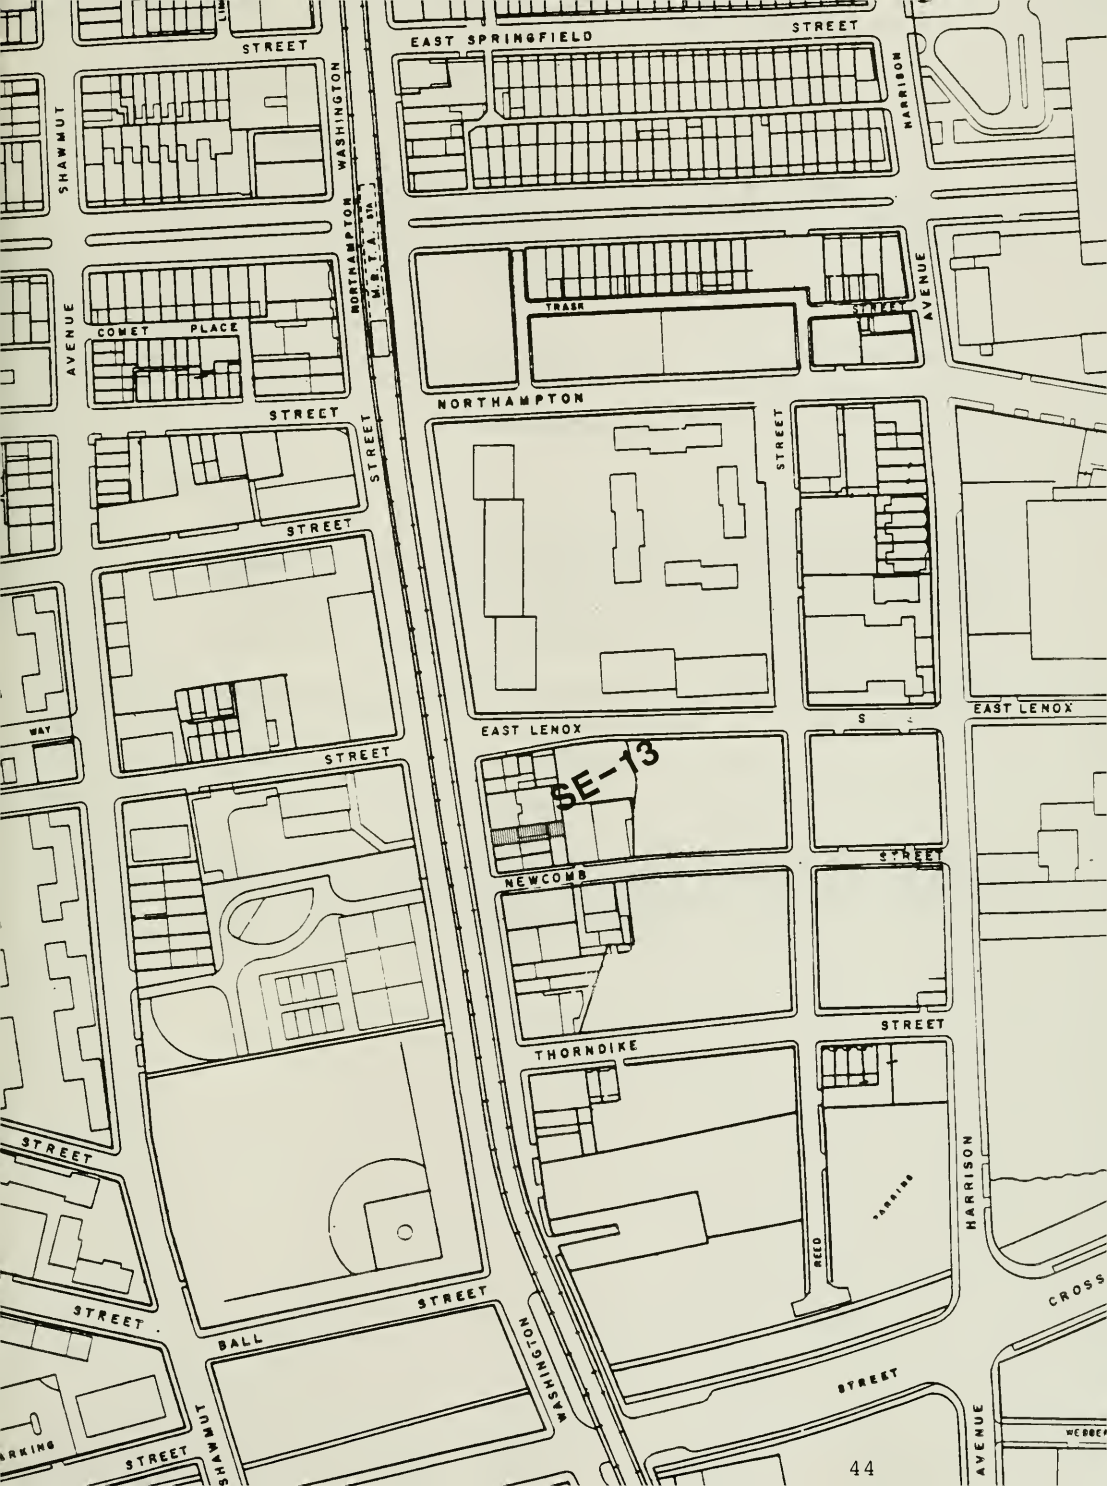 STREET
EAST SPRINGFIELD
STREET
SHAWMUT
WASHINGTON
HARRISON
NORTHAMPTON
M.B.T.A. STA
AVENUE
COMET PLACE
TRASK
STREET
AVENUE
STREET
NORTHAMPTON
STREET
STREET
STREET
WAY
STREET
EAST LENOX
S
EAST LENOX
SE-13
STREET
NEWCOMB
STREET
THORNDIKE
STREET
HARRISON
PARKING
REED
STREET
CROSS
STREET
BALL
STREET
WASHINGTON
STREET
SHAWMUT
STREET
ARKING
AVENUE
WEBBER
44